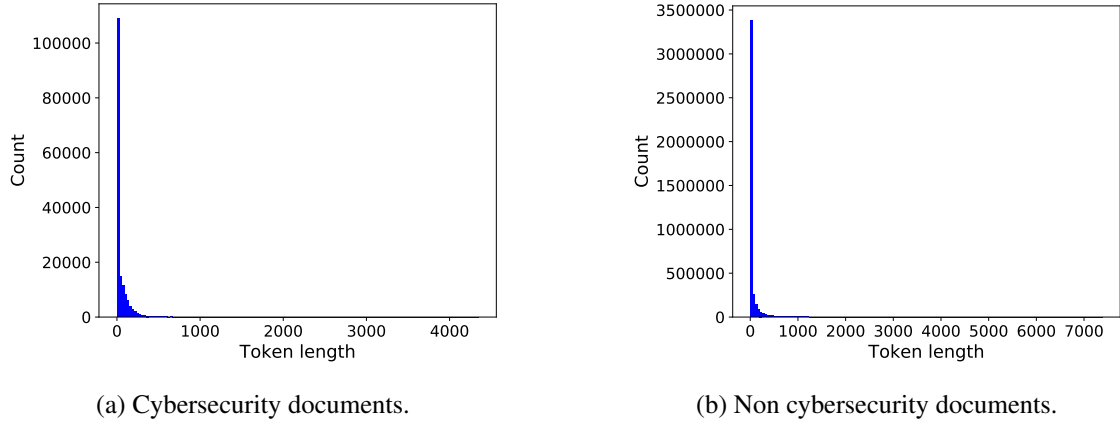 100000
80000
60000
40000
20000
0
Count
0 1000 2000 3000 4000
Token length
(a) Cybersecurity documents.
3500000
3000000
2500000
2000000
1500000
1000000
500000
0
Count
0 1000 2000 3000 4000 5000 6000 7000
Token length
(b) Non cybersecurity documents.